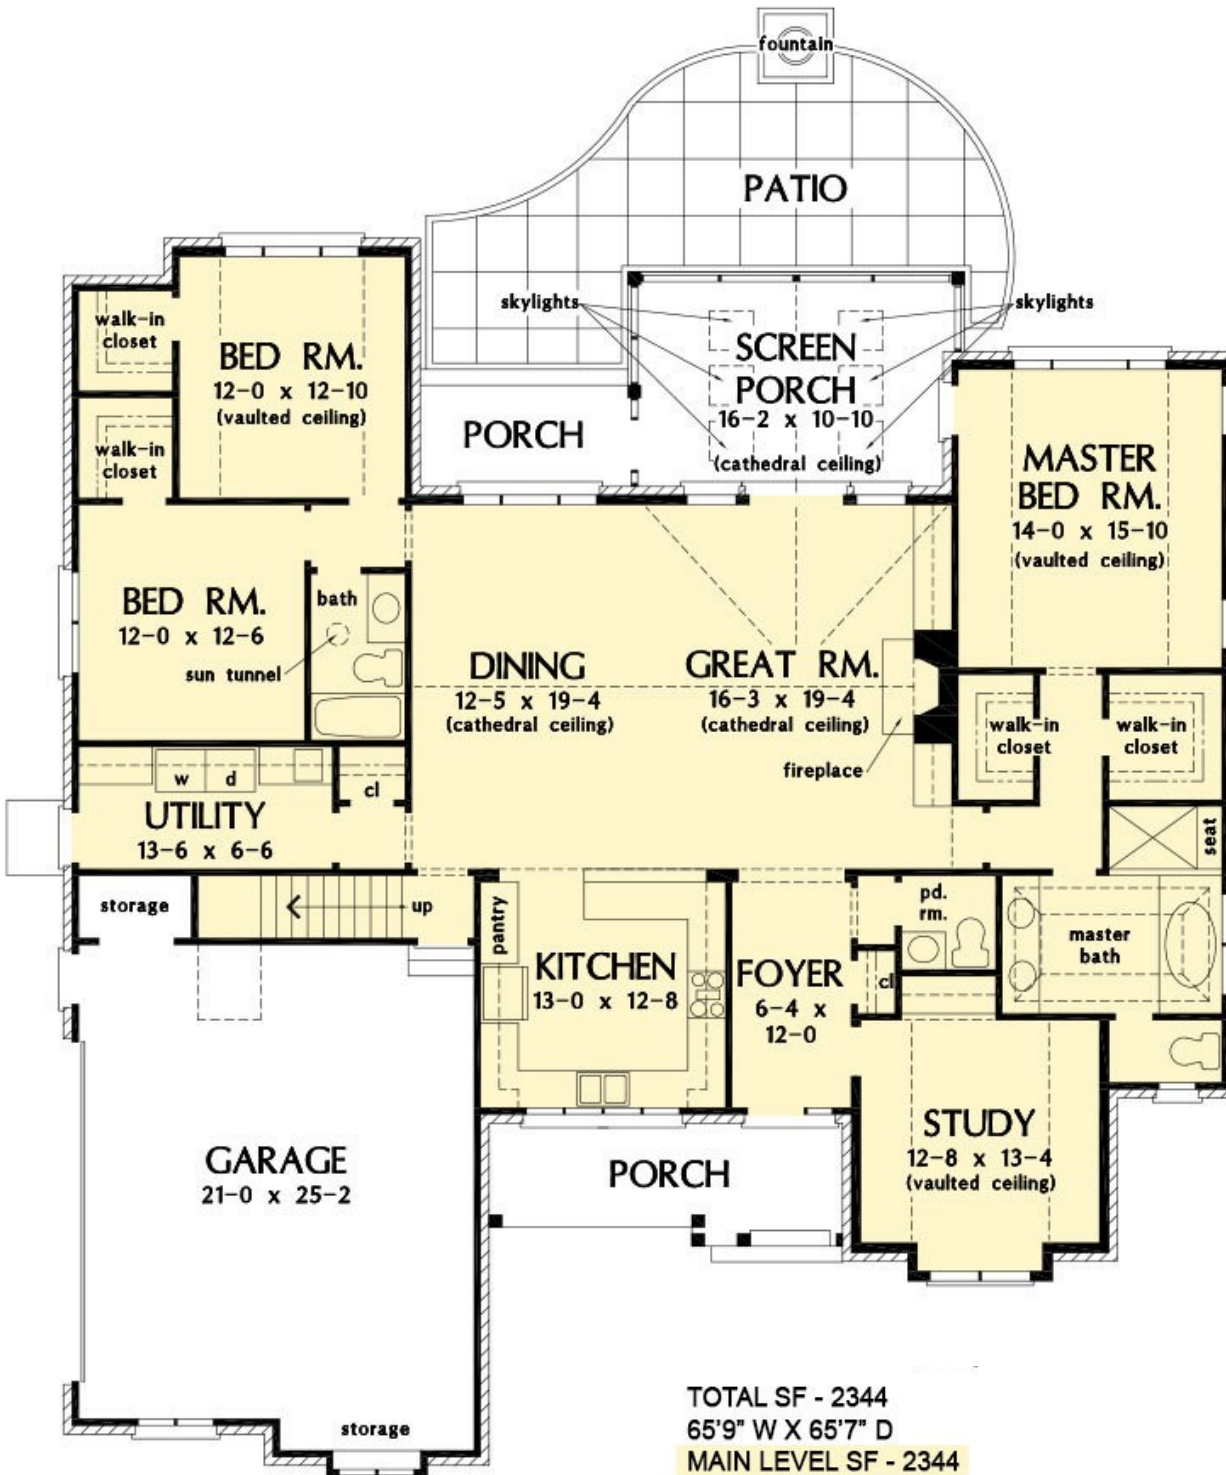 fountain
PATIO
skylights
skylights
walk-in
closet
BED RM.
12-0 x 12-10
(vaulted ceiling)
SCREEN
PORCH
16-2 x 10-10
(cathedral ceiling)
PORCH
walk-in
closet
MASTER
BED RM.
14-0 x 15-10
(vaulted ceiling)
BED RM.
12-0 x 12-6
bath
sun tunnel
DINING
12-5 x 19-4
(cathedral ceiling)
GREAT RM.
16-3 x 19-4
(cathedral ceiling)
fireplace
walk-in
closet
walk-in
closet
w d
cl
UTILITY
13-6 x 6-6
seat
storage
up
pantry
pd.
rm.
master
bath
KITCHEN
13-0 x 12-8
FOYER
6-4 x
12-0
cl
STUDY
12-8 x 13-4
(vaulted ceiling)
GARAGE
21-0 x 25-2
PORCH
storage
TOTAL SF - 2344
65'9" W X 65'7" D
MAIN LEVEL SF - 2344